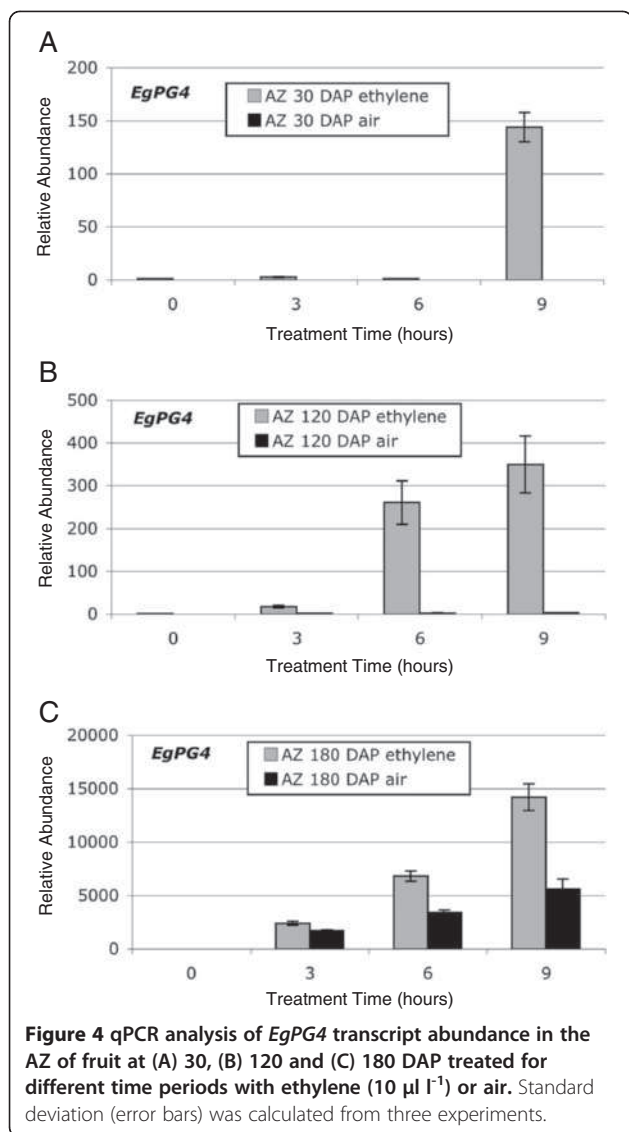 A
EgPG4
AZ 30 DAP ethylene
AZ 30 DAP air
Relative Abundance
200
150
100
50
0
0 3 6 9
Treatment Time (hours)
B
EgPG4
AZ 120 DAP ethylene
AZ 120 DAP air
Relative Abundance
500
400
300
200
100
0
0 3 6 9
Treatment Time (hours)
C
EgPG4
AZ 180 DAP ethylene
AZ 180 DAP air
Relative Abundance
20000
15000
10000
5000
0
0 3 6 9
Treatment Time (hours)
Figure 4 qPCR analysis of EgPG4 transcript abundance in the
AZ of fruit at (A) 30, (B) 120 and (C) 180 DAP treated for
different time periods with ethylene (10 μl l⁻¹) or air. Standard
deviation (error bars) was calculated from three experiments.